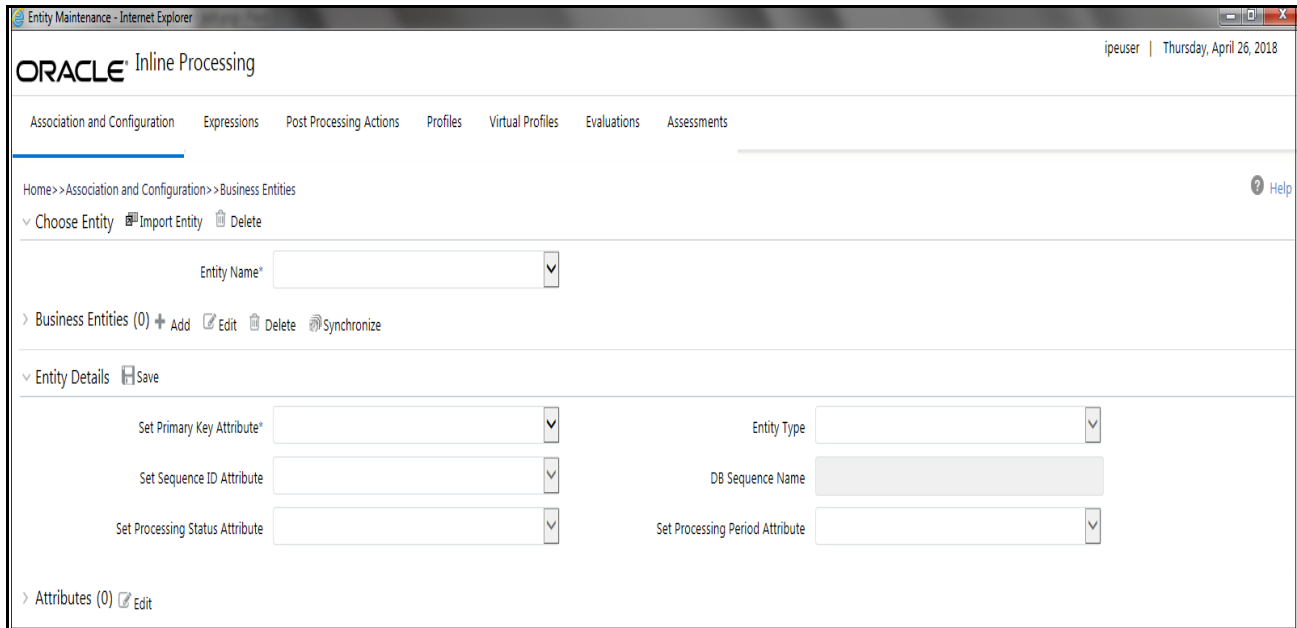 Entity Maintenance - Internet Explorer
ipeuser | Thursday, April 26, 2018
ORACLE® Inline Processing
Association and Configuration Expressions Post Processing Actions Profiles Virtual Profiles Evaluations Assessments
Home>>Association and Configuration>>Business Entities
Help
Choose Entity Import Entity Delete
Entity Name*
Business Entities (0) Add Edit Delete Synchronize
Entity Details Save
Set Primary Key Attribute* Entity Type
Set Sequence ID Attribute DB Sequence Name
Set Processing Status Attribute Set Processing Period Attribute
Attributes (0) Edit